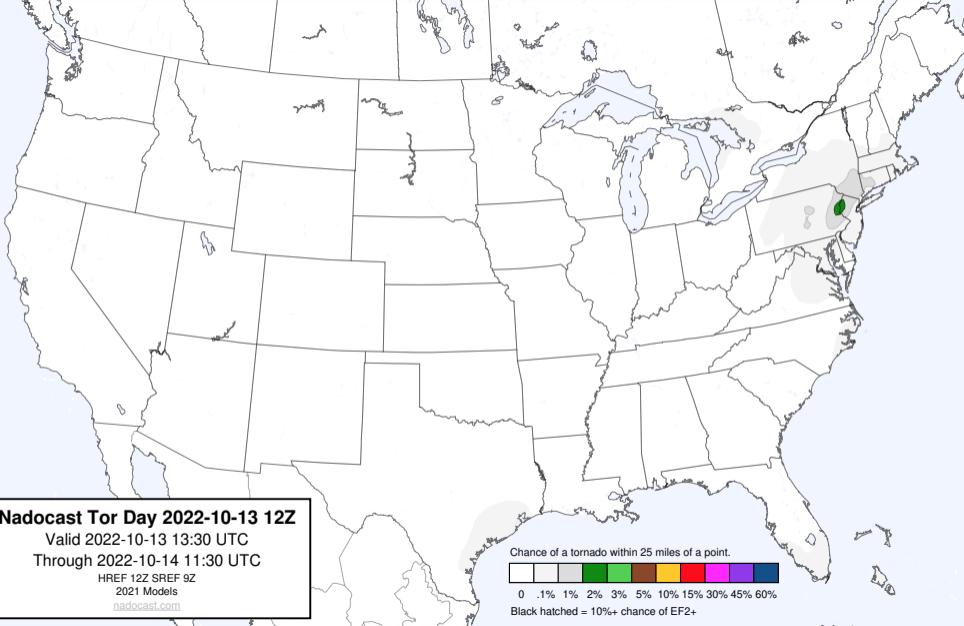 Nadocast Tor Day 2022-10-13 12Z
Valid 2022-10-13 13:30 UTC
Through 2022-10-14 11:30 UTC
HREF 12Z SREF 9Z
2021 Models
nadocast.com
Chance of a tornado within 25 miles of a point.
0 .1% 1% 2% 3% 5% 10% 15% 30% 45% 60%
Black hatched = 10%+ chance of EF2+